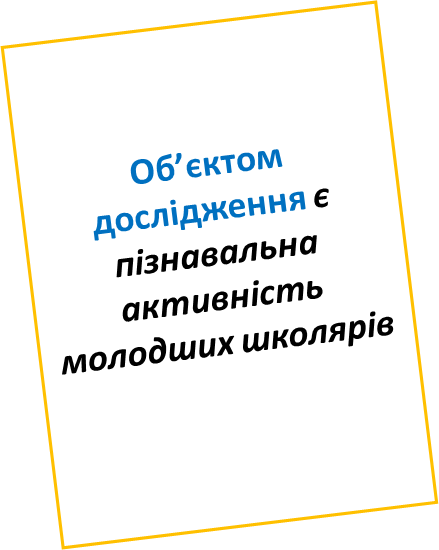 Об’єктом
дослідження є
пізнавальна
активність
молодших школярів